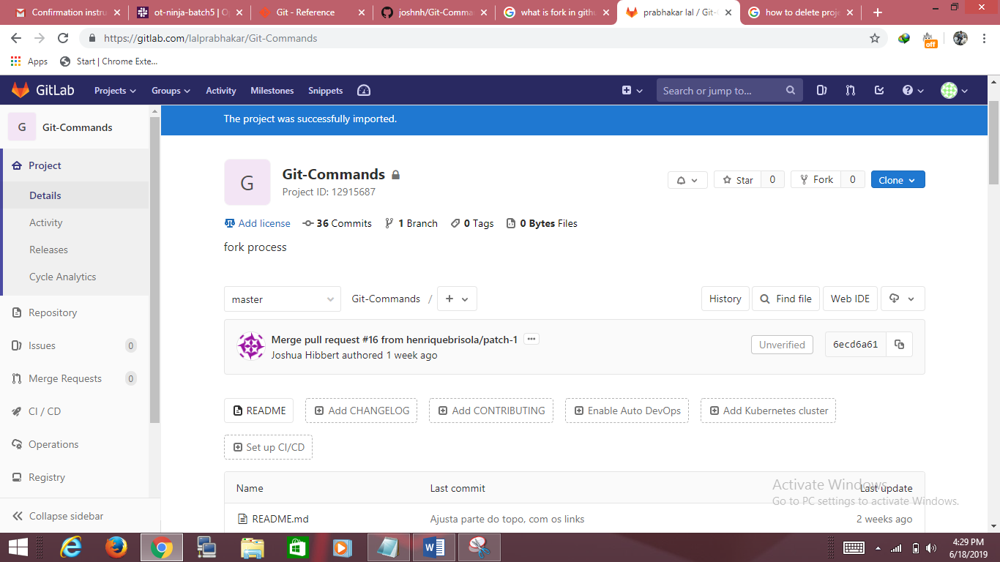 Confirmation instru
ot-ninja-batch5 | O
Git - Reference
joshnh/Git-Comma
what is fork in gith
prabhakar lal / Git-
how to delete proj
https://gitlab.com/lalprabhakar/Git-Commands
off
Apps
Start | Chrome Exte...
GitLab
Projects
Groups
Activity
Milestones
Snippets
Search or jump to...
G
Git-Commands
The project was successfully imported.
Project
Details
Activity
Releases
Cycle Analytics
Repository
Issues 0
Merge Requests 0
CI / CD
Operations
Registry
Collapse sidebar
G
Git-Commands
Project ID: 12915687
Star 0
Fork 0
Clone
Add license
36 Commits
1 Branch
0 Tags
0 Bytes Files
fork process
master
Git-Commands /
+
History
Find file
Web IDE
Merge pull request #16 from henriquebrisola/patch-1 ...
Joshua Hibbert authored 1 week ago
Unverified
6ecd6a61
README
Add CHANGELOG
Add CONTRIBUTING
Enable Auto DevOps
Add Kubernetes cluster
Set up CI/CD
Name
Last commit
Last update
README.md
Ajusta parte do topo, com os links
2 weeks ago
Activate Windows
Go to PC settings to activate Windows.
4:29 PM
6/18/2019